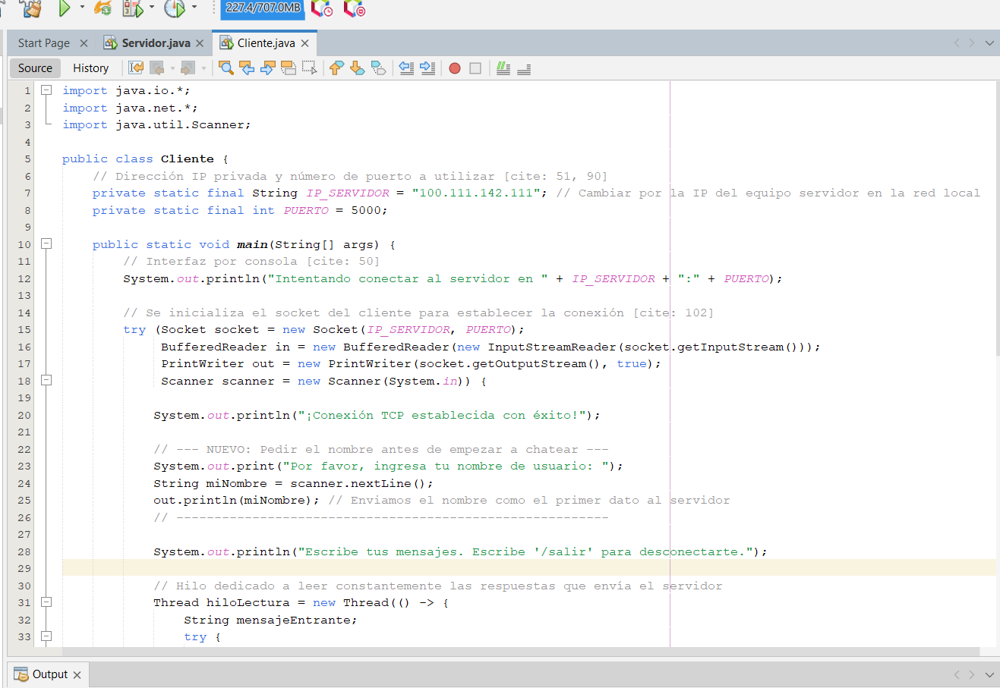 227.4/707.0MB
Start Page Servidor.java Cliente.java
Source History
1 import java.io.*;
2 import java.net.*;
3 import java.util.Scanner;
4
5 public class Cliente {
6 // Dirección IP privada y número de puerto a utilizar [cite: 51, 90]
7 private static final String IP_SERVIDOR = "100.111.142.111"; // Cambiar por la IP del equipo servidor en la red local
8 private static final int PUERTO = 5000;
9
10 public static void main(String[] args) {
11 // Interfaz por consola [cite: 50]
12 System.out.println("Intentando conectar al servidor en " + IP_SERVIDOR + ":" + PUERTO);
13
14 // Se inicializa el socket del cliente para establecer la conexión [cite: 102]
15 try (Socket socket = new Socket(IP_SERVIDOR, PUERTO);
16 BufferedReader in = new BufferedReader(new InputStreamReader(socket.getInputStream()));
17 PrintWriter out = new PrintWriter(socket.getOutputStream(), true);
18 Scanner scanner = new Scanner(System.in)) {
19
20 System.out.println("¡Conexión TCP establecida con éxito!");
21
22 // --- NUEVO: Pedir el nombre antes de empezar a chatear ---
23 System.out.print("Por favor, ingresa tu nombre de usuario: ");
24 String miNombre = scanner.nextLine();
25 out.println(miNombre); // Enviamos el nombre como el primer dato al servidor
26 // ---------------------------------------------------------
27
28 System.out.println("Escribe tus mensajes. Escribe '/salir' para desconectarte.");
29
30 // Hilo dedicado a leer constantemente las respuestas que envía el servidor
31 Thread hiloLectura = new Thread(() -> {
32 String mensajeEntrante;
33 try {
Output